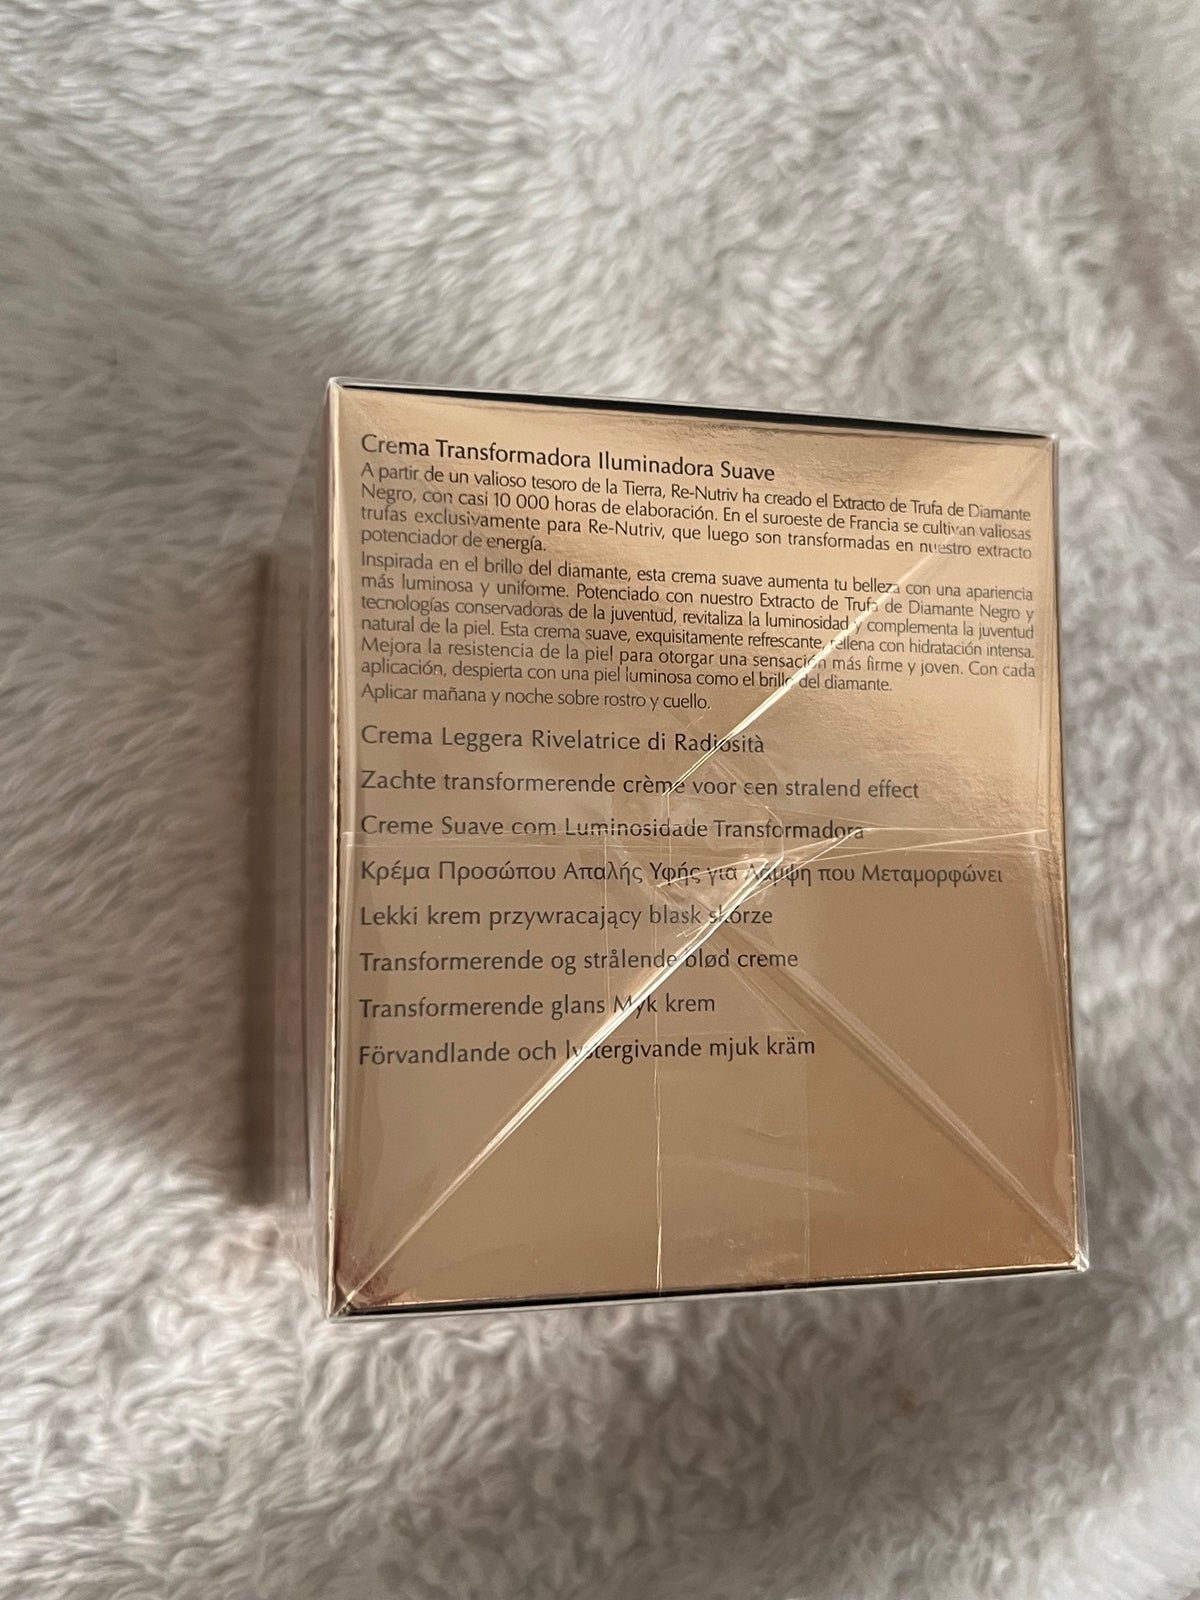 Crema Transformadora Iluminadora Suave
A partir de un valioso tesoro de la Tierra, Re-Nutriv ha creado el Extracto de Trufa de Diamante
Negro, con casi 10 000 horas de elaboración. En el suroeste de Francia se cultivan valiosas
trufas exclusivamente para Re-Nutriv, que luego son transformadas en nuestro extracto
potenciador de energía.
Inspirada en el brillo del diamante, esta crema suave aumenta tu belleza con una apariencia
más luminosa y uniforme. Potenciado con nuestro Extracto de Trufa de Diamante Negro y
tecnologías conservadoras de la juventud, revitaliza la luminosidad y complementa la juventud
natural de la piel. Esta crema suave, exquisitamente refrescante, rellena con hidratación intensa.
Mejora la resistencia de la piel para otorgar una sensación más firme y joven. Con cada
aplicación, despierta con una piel luminosa como el brillo del diamante.
Aplicar mañana y noche sobre rostro y cuello.
Crema Leggera Rivelatrice di Radiosità
Zachte transformerende crème voor een stralend effect
Creme Suave com Luminosidade Transformadora
Κρέμα Προσώπου Απαλής Υφής για Λάμψη που Μεταμορφώνει
Lekki krem przywracający blask skórze
Transformerende og strålende blød creme
Transformerende glans Myk krem
Förvandlande och lystergivande mjuk kräm